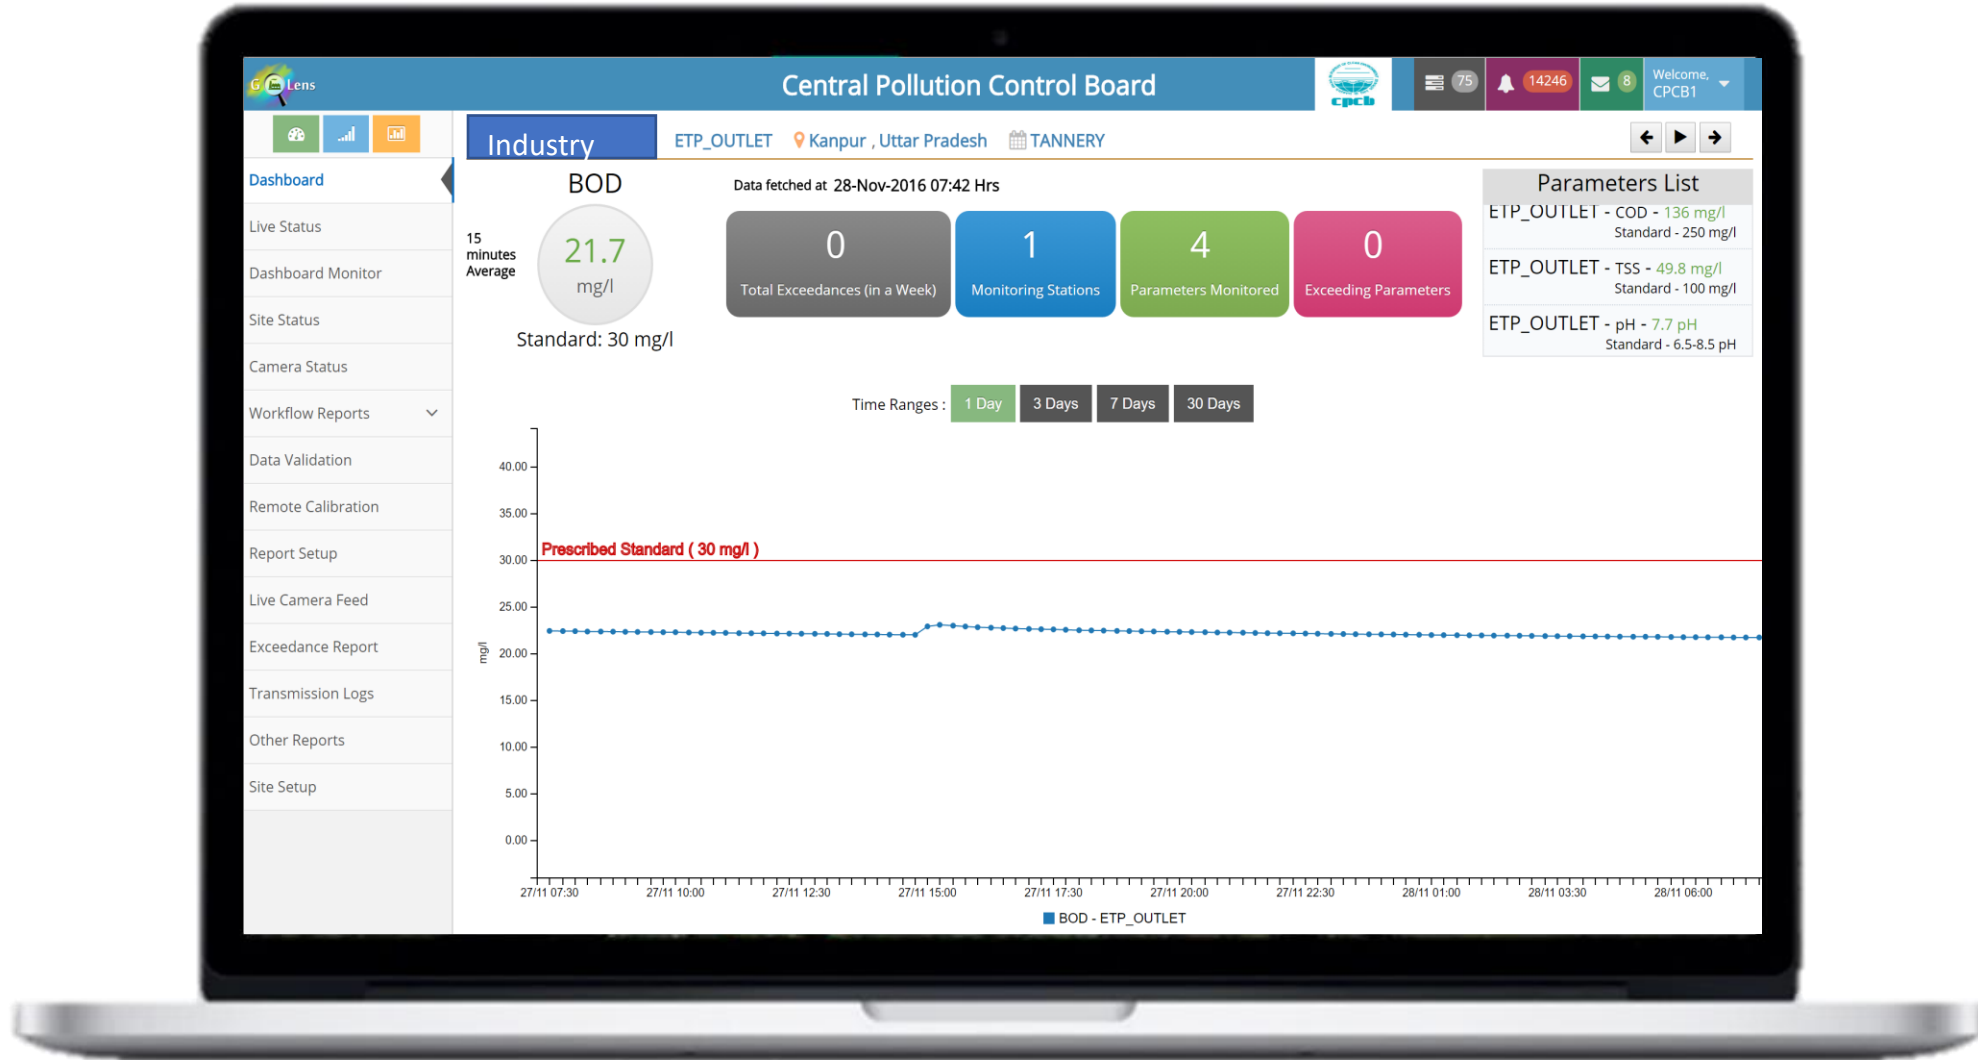 G Lens
Central Pollution Control Board
cpcb
75
14246
8
Welcome,
CPCB1
Industry
ETP_OUTLET
Kanpur , Uttar Pradesh
TANNERY
Dashboard
Live Status
Dashboard Monitor
Site Status
Camera Status
Workflow Reports
Data Validation
Remote Calibration
Report Setup
Live Camera Feed
Exceedance Report
Transmission Logs
Other Reports
Site Setup
BOD
15
minutes
Average
21.7
mg/l
Standard: 30 mg/l
Data fetched at 28-Nov-2016 07:42 Hrs
0
Total Exceedances (in a Week)
1
Monitoring Stations
4
Parameters Monitored
0
Exceeding Parameters
Parameters List
ETP_OUTLET - COD - 136 mg/l
Standard - 250 mg/l
ETP_OUTLET - TSS - 49.8 mg/l
Standard - 100 mg/l
ETP_OUTLET - pH - 7.7 pH
Standard - 6.5-8.5 pH
Time Ranges : 1 Day 3 Days 7 Days 30 Days
40.00
35.00
Prescribed Standard ( 30 mg/l )
30.00
25.00
mg/l
20.00
15.00
10.00
5.00
0.00
27/11 07:30 27/11 10:00 27/11 12:30 27/11 15:00 27/11 17:30 27/11 20:00 27/11 22:30 28/11 01:00 28/11 03:30 28/11 06:00
BOD - ETP_OUTLET